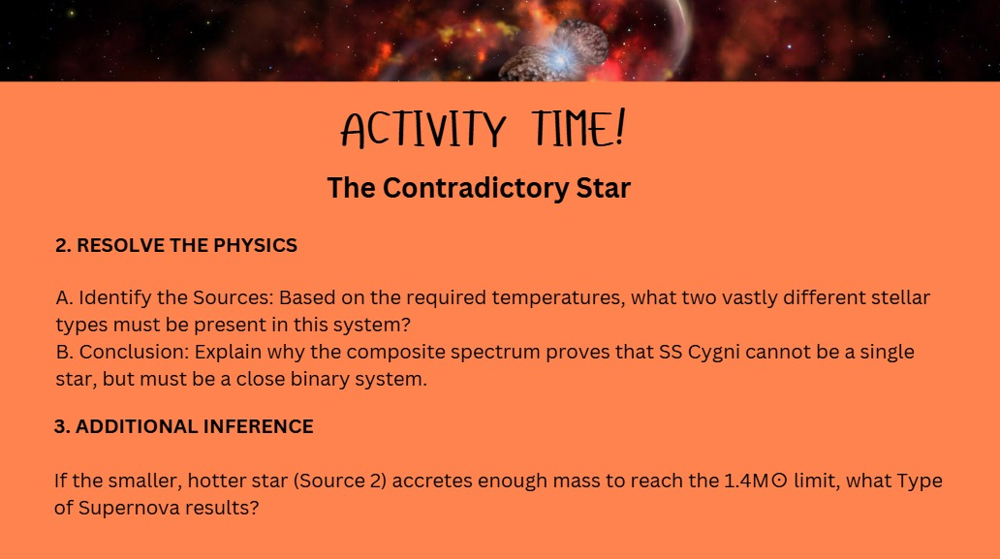 ACTIVITY TIME!
The Contradictory Star
2. RESOLVE THE PHYSICS
A. Identify the Sources: Based on the required temperatures, what two vastly different stellar
types must be present in this system?
B. Conclusion: Explain why the composite spectrum proves that SS Cygni cannot be a single
star, but must be a close binary system.
3. ADDITIONAL INFERENCE
If the smaller, hotter star (Source 2) accretes enough mass to reach the 1.4M⊙ limit, what Type
of Supernova results?